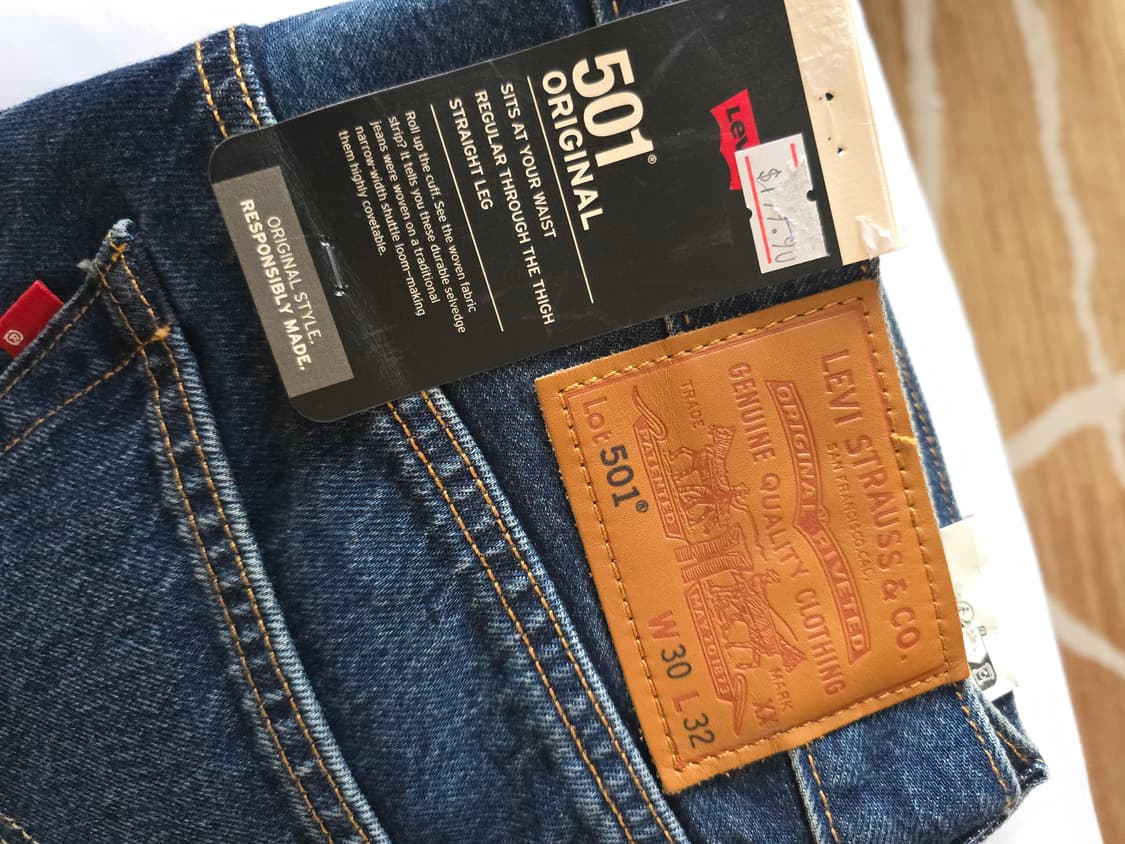 501®
ORIGINAL
SITS AT YOUR WAIST
REGULAR THROUGH THE THIGH
STRAIGHT LEG
Roll up the cuff. See the woven fabric
strip? It tells you these durable selvedge
jeans were woven on a traditional
narrow-width shuttle loom—making
them highly covetable.
ORIGINAL STYLE.
RESPONSIBLY MADE.
Lev
$177.90
LEVI STRAUSS & CO.
SAN FRANCISCO, CAL.
ORIGINAL RIVETED
GENUINE QUALITY CLOTHING
TRADE MARK
XX
PATENTED
Lot 501®
W 30 L 32
®